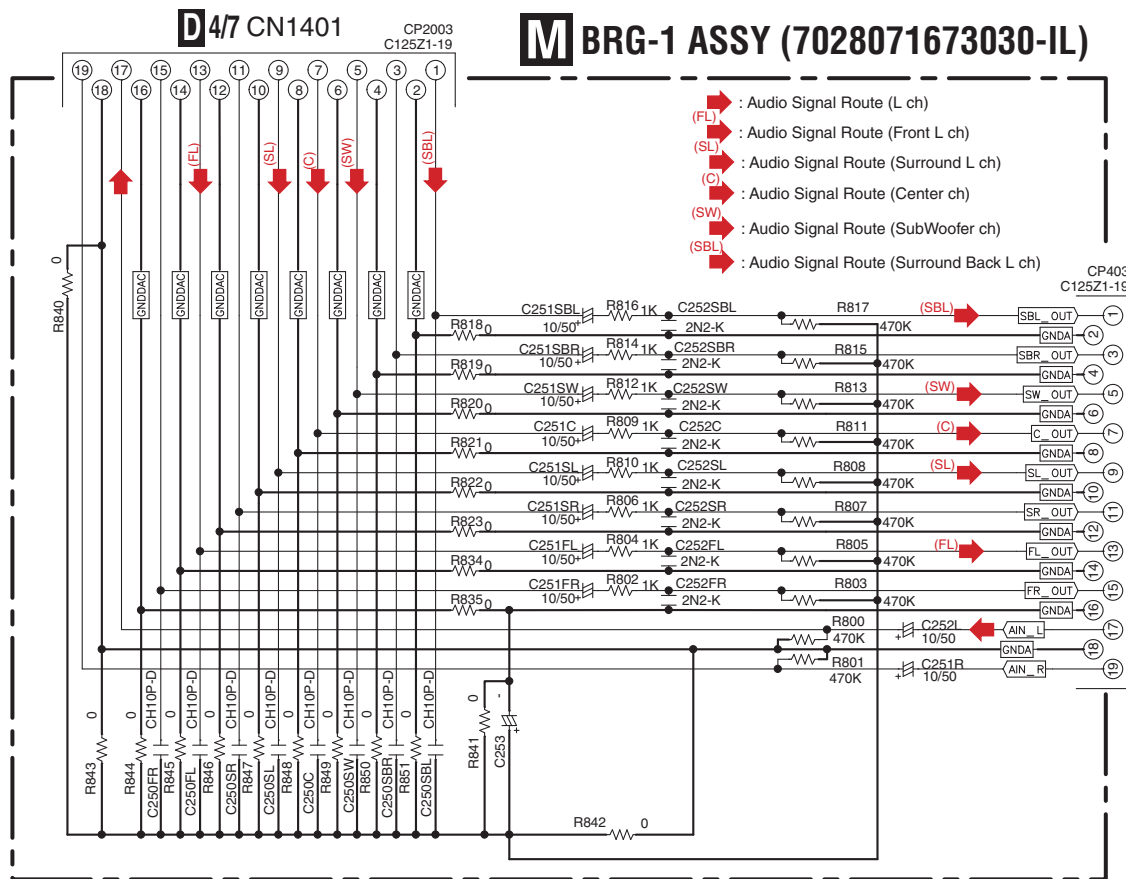 D 4/7 CN1401
CP2003
C125Z1-19
M BRG-1 ASSY (7028071673030-IL)
19 17 15 13 11 9 7 5 3 1
18 16 14 12 10 8 6 4 2
: Audio Signal Route (L ch)
(FL)
: Audio Signal Route (Front L ch)
(SL)
: Audio Signal Route (Surround L ch)
(C)
: Audio Signal Route (Center ch)
(SW)
: Audio Signal Route (SubWoofer ch)
(SBL)
: Audio Signal Route (Surround Back L ch)
(FL) (SL) (C) (SW) (SBL)
R840 0
GNDDAC GNDDAC GNDDAC GNDDAC GNDDAC GNDDAC GNDDAC GNDDAC
CP403
C125Z1-19
C251SBL 10/50 + R816 1K C252SBL 2N2-K R817 470K (SBL) SBL_OUT 1
R818 0 GNDA 2
C251SBR 10/50 + R814 1K C252SBR 2N2-K R815 470K SBR_OUT 3
R819 0 GNDA 4
C251SW 10/50 + R812 1K C252SW 2N2-K R813 470K (SW) SW_OUT 5
R820 0 GNDA 6
C251C 10/50 + R809 1K C252C 2N2-K R811 470K (C) C_OUT 7
R821 0 GNDA 8
C251SL 10/50 + R810 1K C252SL 2N2-K R808 470K (SL) SL_OUT 9
R822 0 GNDA 10
C251SR 10/50 + R806 1K C252SR 2N2-K R807 470K SR_OUT 11
R823 0 GNDA 12
C251FL 10/50 + R804 1K C252FL 2N2-K R805 470K (FL) FL_OUT 13
R834 0 GNDA 14
C251FR 10/50 + R802 1K C252FR 2N2-K R803 470K FR_OUT 15
R835 0 GNDA 16
R800 470K + C252L 10/50 AIN_L 17
GNDA 18
R801 470K + C251R 10/50 AIN_R 19
R843 0
R844 0
C250FR CH10P-D
R845 0
C250FL CH10P-D
R846 0
C250SR CH10P-D
R847 0
C250SL CH10P-D
R848 0
C250C CH10P-D
R849 0
C250SW CH10P-D
R850 0
C250SBR CH10P-D
R851 0
C250SBL CH10P-D
R841 0
C253 - +
R842 0